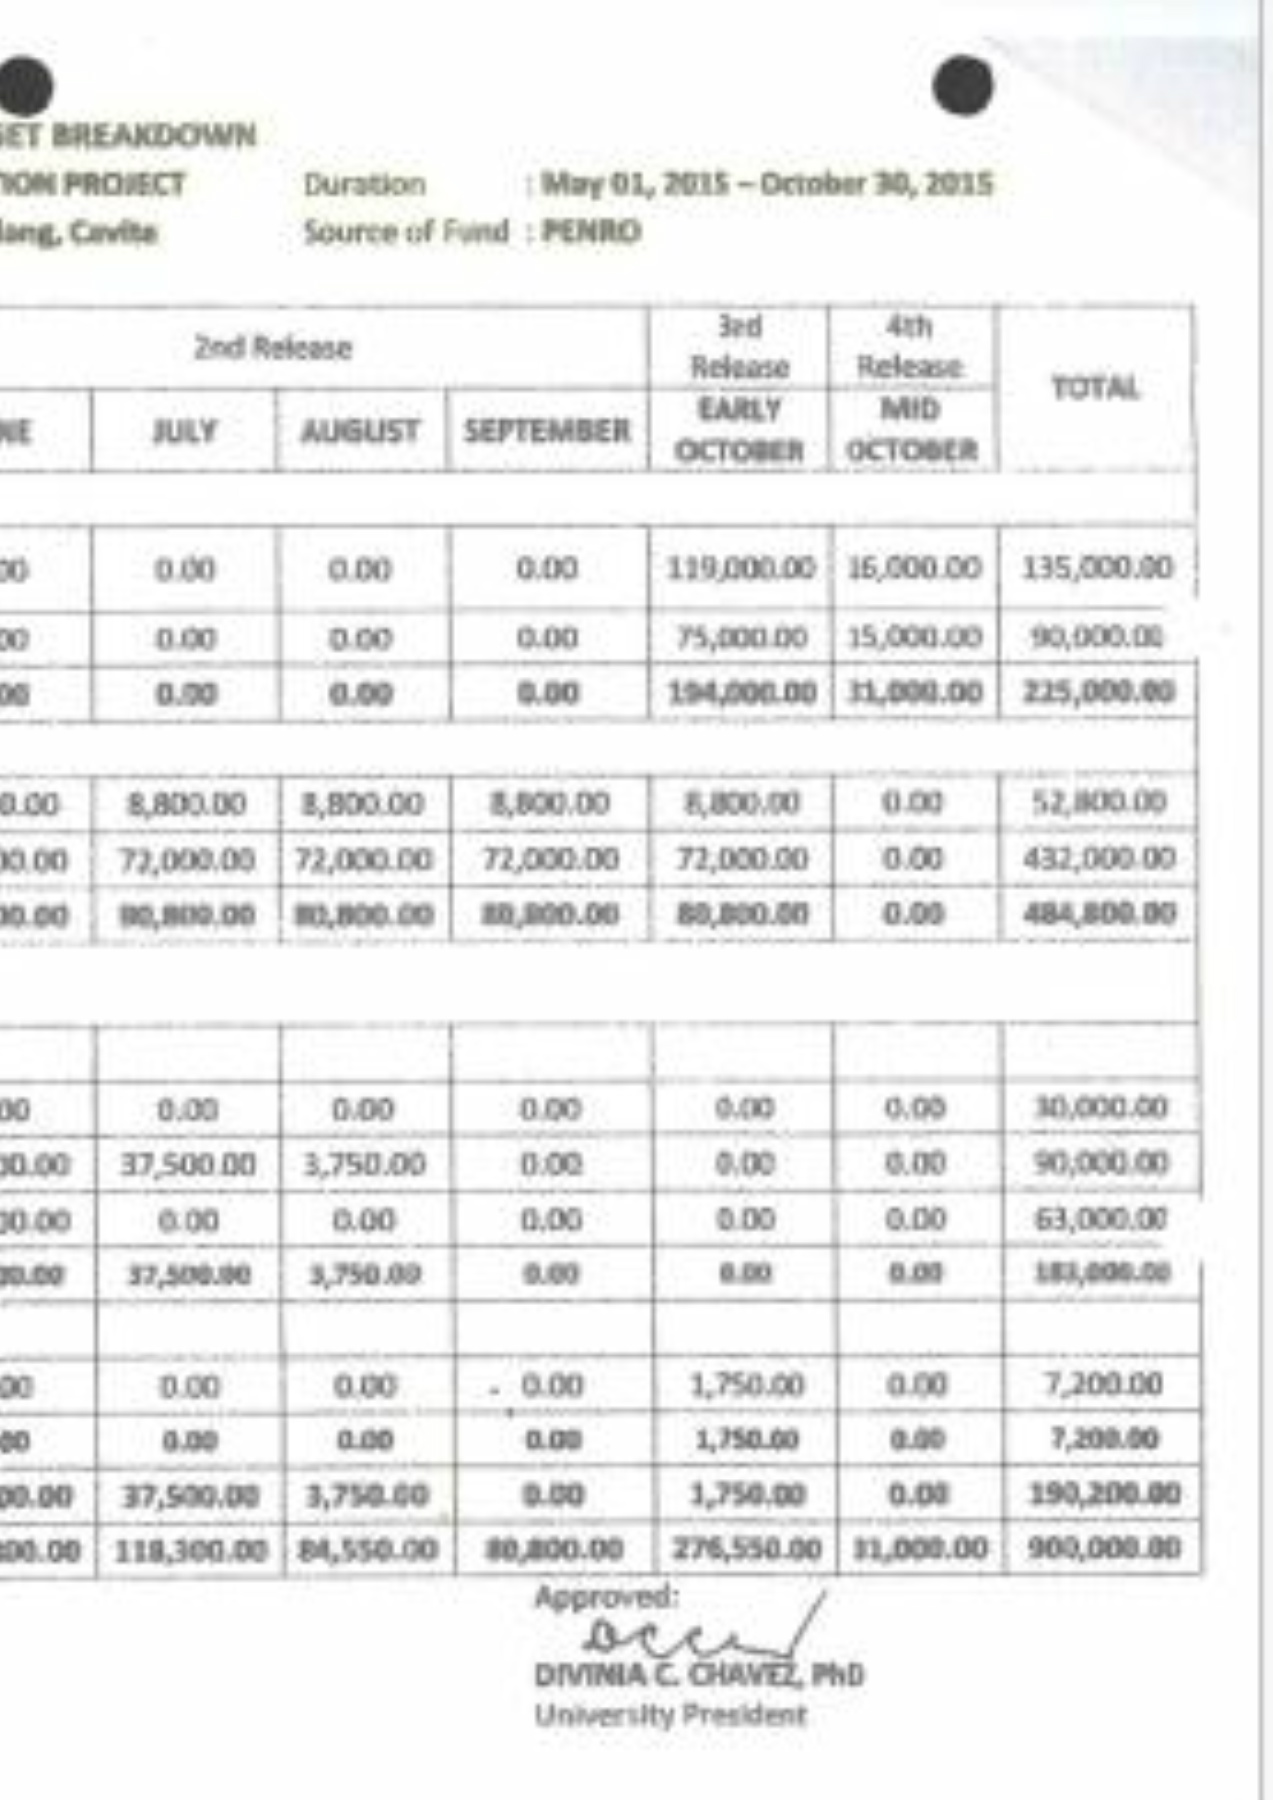 GET BREAKDOWN
TION PROJECT Duration : May 01, 2015 – October 30, 2015
lang, Cavite Source of Fund : PENRO
2nd Release 3rd Release 4th Release TOTAL
NE JULY AUGUST SEPTEMBER EARLY OCTOBER MID OCTOBER
00 0.00 0.00 0.00 119,000.00 16,000.00 135,000.00
00 0.00 0.00 0.00 75,000.00 15,000.00 90,000.00
00 0.00 0.00 0.00 194,000.00 31,000.00 225,000.00
0.00 8,800.00 8,800.00 8,800.00 8,800.00 0.00 52,800.00
00.00 72,000.00 72,000.00 72,000.00 72,000.00 0.00 432,000.00
00.00 80,800.00 80,800.00 80,800.00 80,800.00 0.00 484,800.00
00 0.00 0.00 0.00 0.00 0.00 30,000.00
00.00 37,500.00 3,750.00 0.00 0.00 0.00 90,000.00
00.00 0.00 0.00 0.00 0.00 0.00 63,000.00
00.00 37,500.00 3,750.00 0.00 0.00 0.00 183,000.00
00 0.00 0.00 0.00 1,750.00 0.00 7,200.00
00 0.00 0.00 0.00 1,750.00 0.00 7,200.00
00.00 37,500.00 3,750.00 0.00 1,750.00 0.00 190,200.00
00.00 118,300.00 84,550.00 80,800.00 276,550.00 31,000.00 900,000.00
Approved:
DIVINIA C. CHAVEZ, PhD
University President